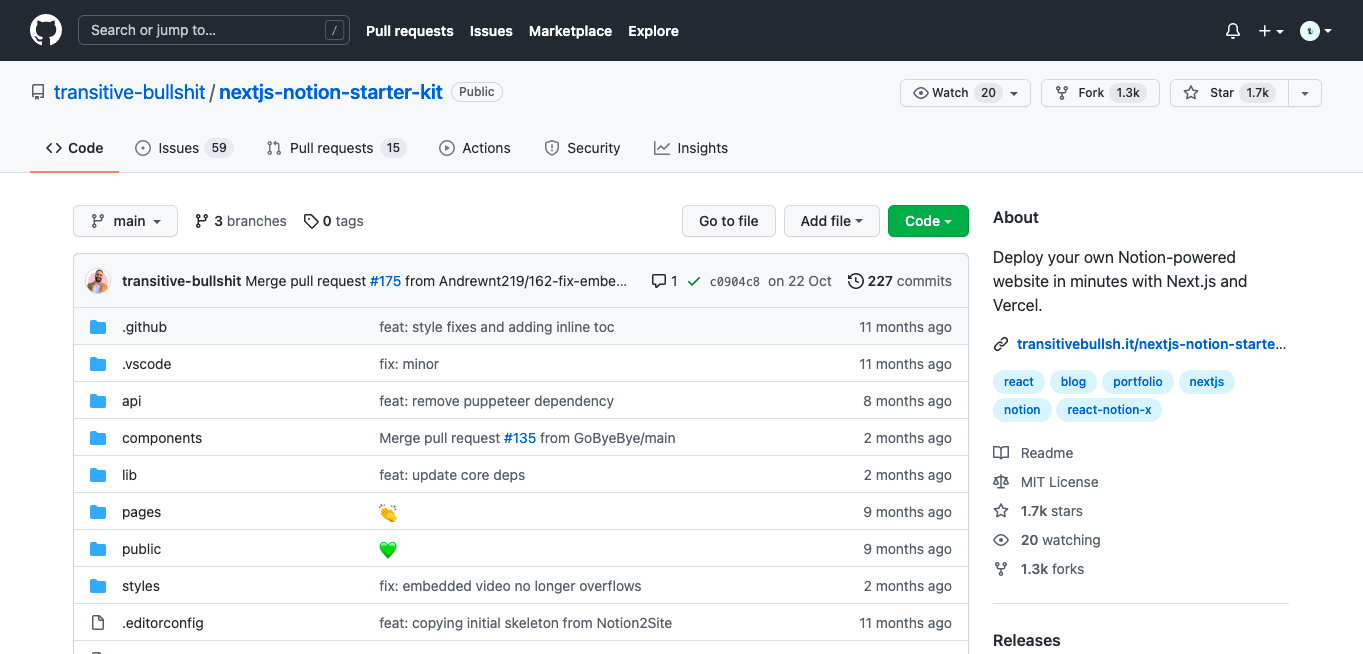 Search or jump to… /
Pull requests Issues Marketplace Explore
transitive-bullshit / nextjs-notion-starter-kit Public
Watch 20 Fork 1.3k Star 1.7k
Code Issues 59 Pull requests 15 Actions Security Insights
main 3 branches 0 tags Go to file Add file Code
transitive-bullshit Merge pull request #175 from Andrewnt219/162-fix-embe… 1 c0904c8 on 22 Oct 227 commits
.github feat: style fixes and adding inline toc 11 months ago
.vscode fix: minor 11 months ago
api feat: remove puppeteer dependency 8 months ago
components Merge pull request #135 from GoByeBye/main 2 months ago
lib feat: update core deps 2 months ago
pages 👏 9 months ago
public 💚 9 months ago
styles fix: embedded video no longer overflows 2 months ago
.editorconfig feat: copying initial skeleton from Notion2Site 11 months ago
About
Deploy your own Notion-powered
website in minutes with Next.js and
Vercel.
transitivebullsh.it/nextjs-notion-starte…
react blog portfolio nextjs
notion react-notion-x
Readme
MIT License
1.7k stars
20 watching
1.3k forks
Releases